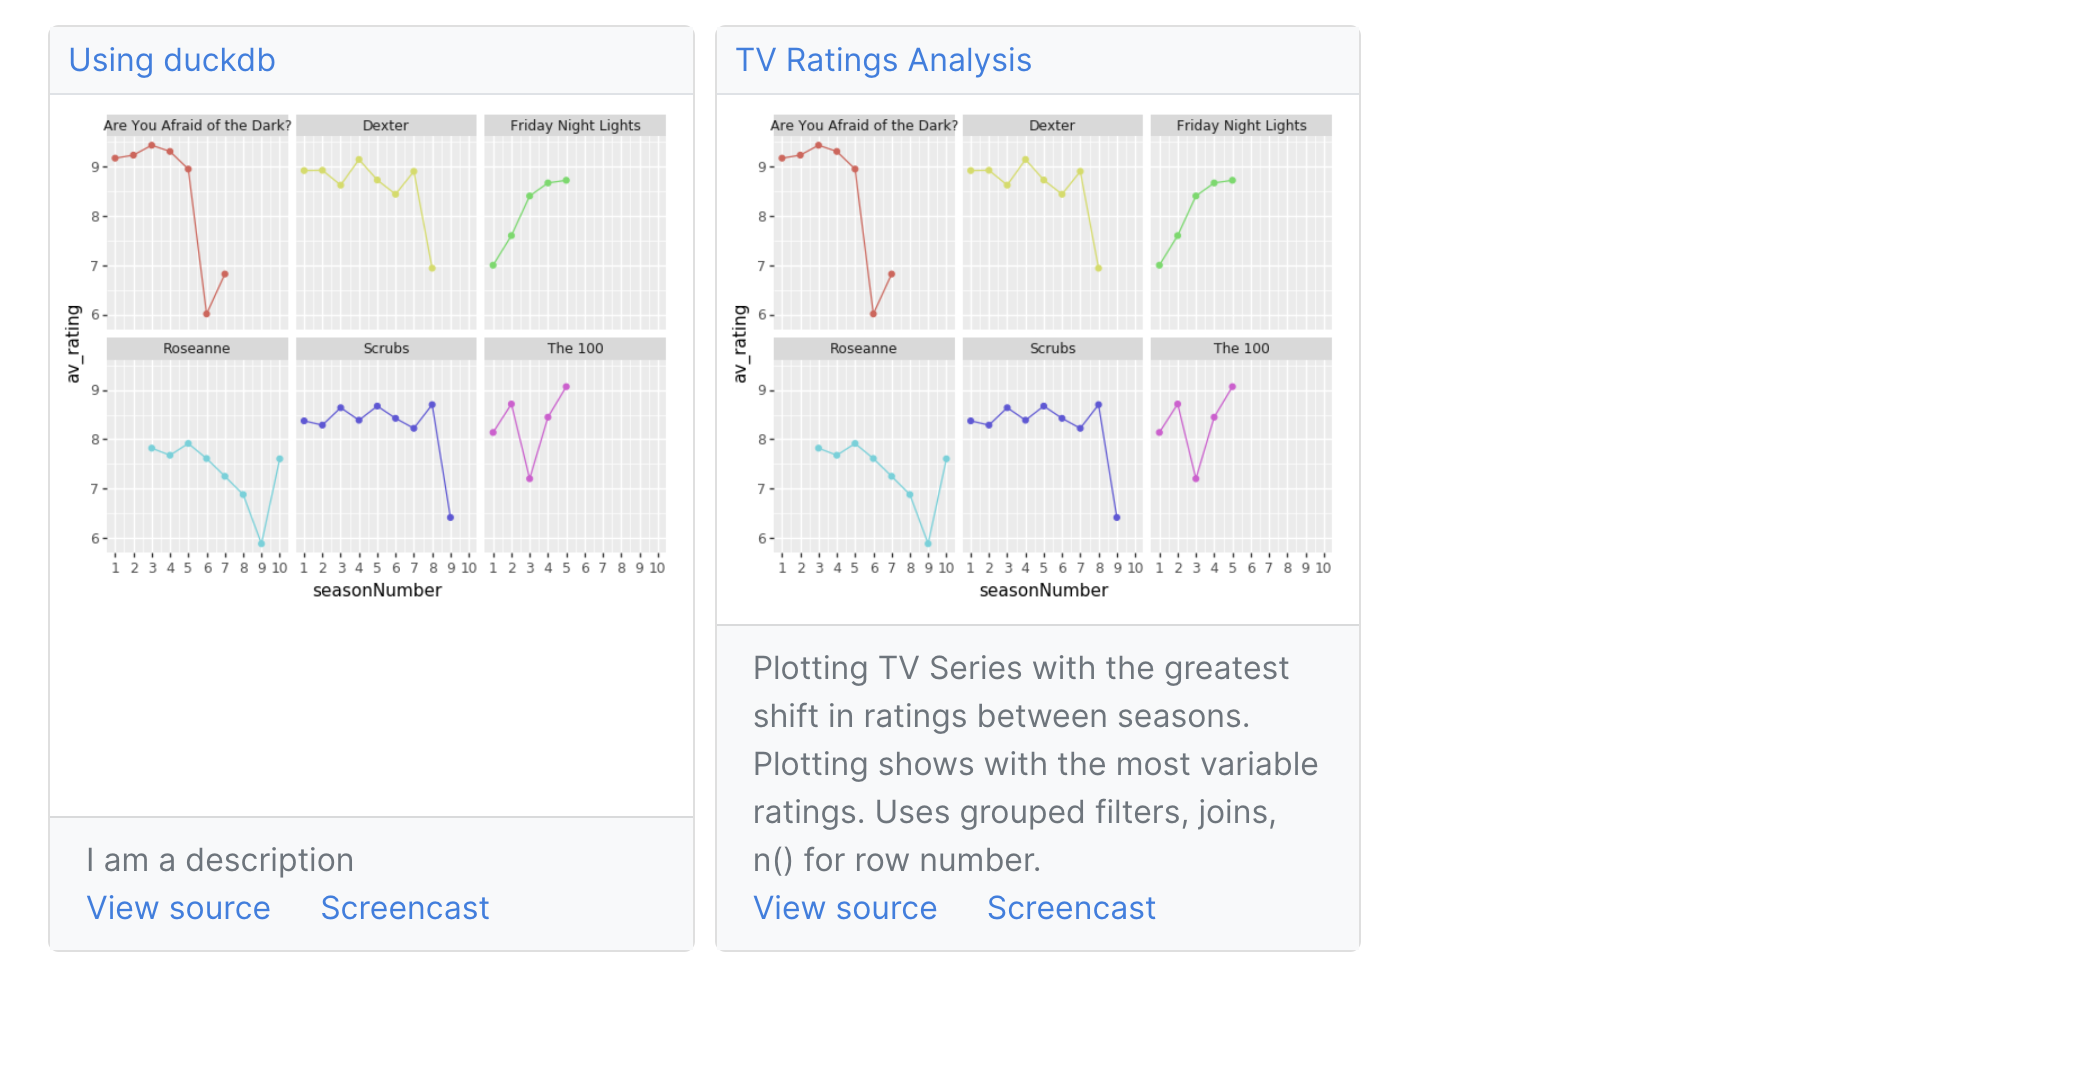 Using duckdb
Are You Afraid of the Dark? Dexter Friday Night Lights
9
8
7
6
av_rating
Roseanne Scrubs The 100
9
8
7
6
1 2 3 4 5 6 7 8 9 10 1 2 3 4 5 6 7 8 9 10 1 2 3 4 5 6 7 8 9 10
seasonNumber
I am a description
View source Screencast
TV Ratings Analysis
Are You Afraid of the Dark? Dexter Friday Night Lights
9
8
7
6
av_rating
Roseanne Scrubs The 100
9
8
7
6
1 2 3 4 5 6 7 8 9 10 1 2 3 4 5 6 7 8 9 10 1 2 3 4 5 6 7 8 9 10
seasonNumber
Plotting TV Series with the greatest
shift in ratings between seasons.
Plotting shows with the most variable
ratings. Uses grouped filters, joins,
n() for row number.
View source Screencast